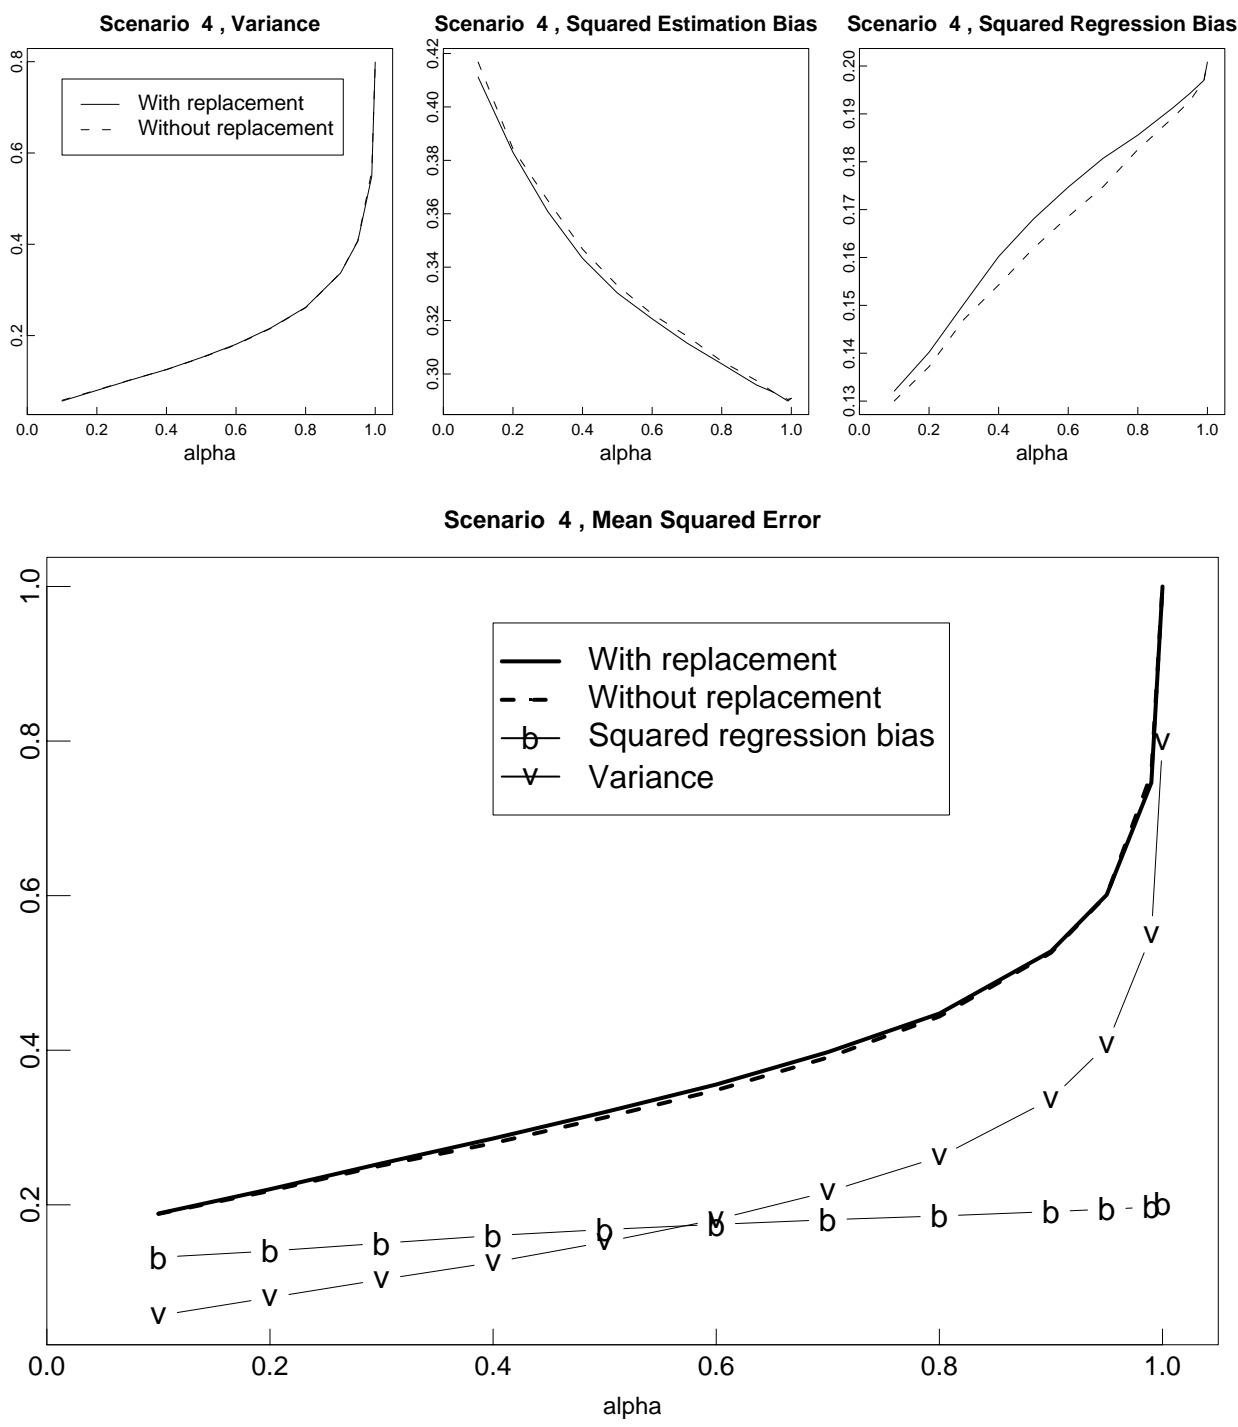 Scenario 4 , Variance
0.2 0.4 0.6 0.8
With replacement
Without replacement
0.0 0.2 0.4 0.6 0.8 1.0
alpha
Scenario 4 , Squared Estimation Bias
0.30 0.32 0.34 0.36 0.38 0.40 0.42
0.0 0.2 0.4 0.6 0.8 1.0
alpha
Scenario 4 , Squared Regression Bias
0.13 0.14 0.15 0.16 0.17 0.18 0.19 0.20
0.0 0.2 0.4 0.6 0.8 1.0
alpha
Scenario 4 , Mean Squared Error
0.2 0.4 0.6 0.8 1.0
With replacement
Without replacement
b Squared regression bias
v Variance
v v v v v v v v v v v v
b b b b b b b b b b b b
0.0 0.2 0.4 0.6 0.8 1.0
alpha